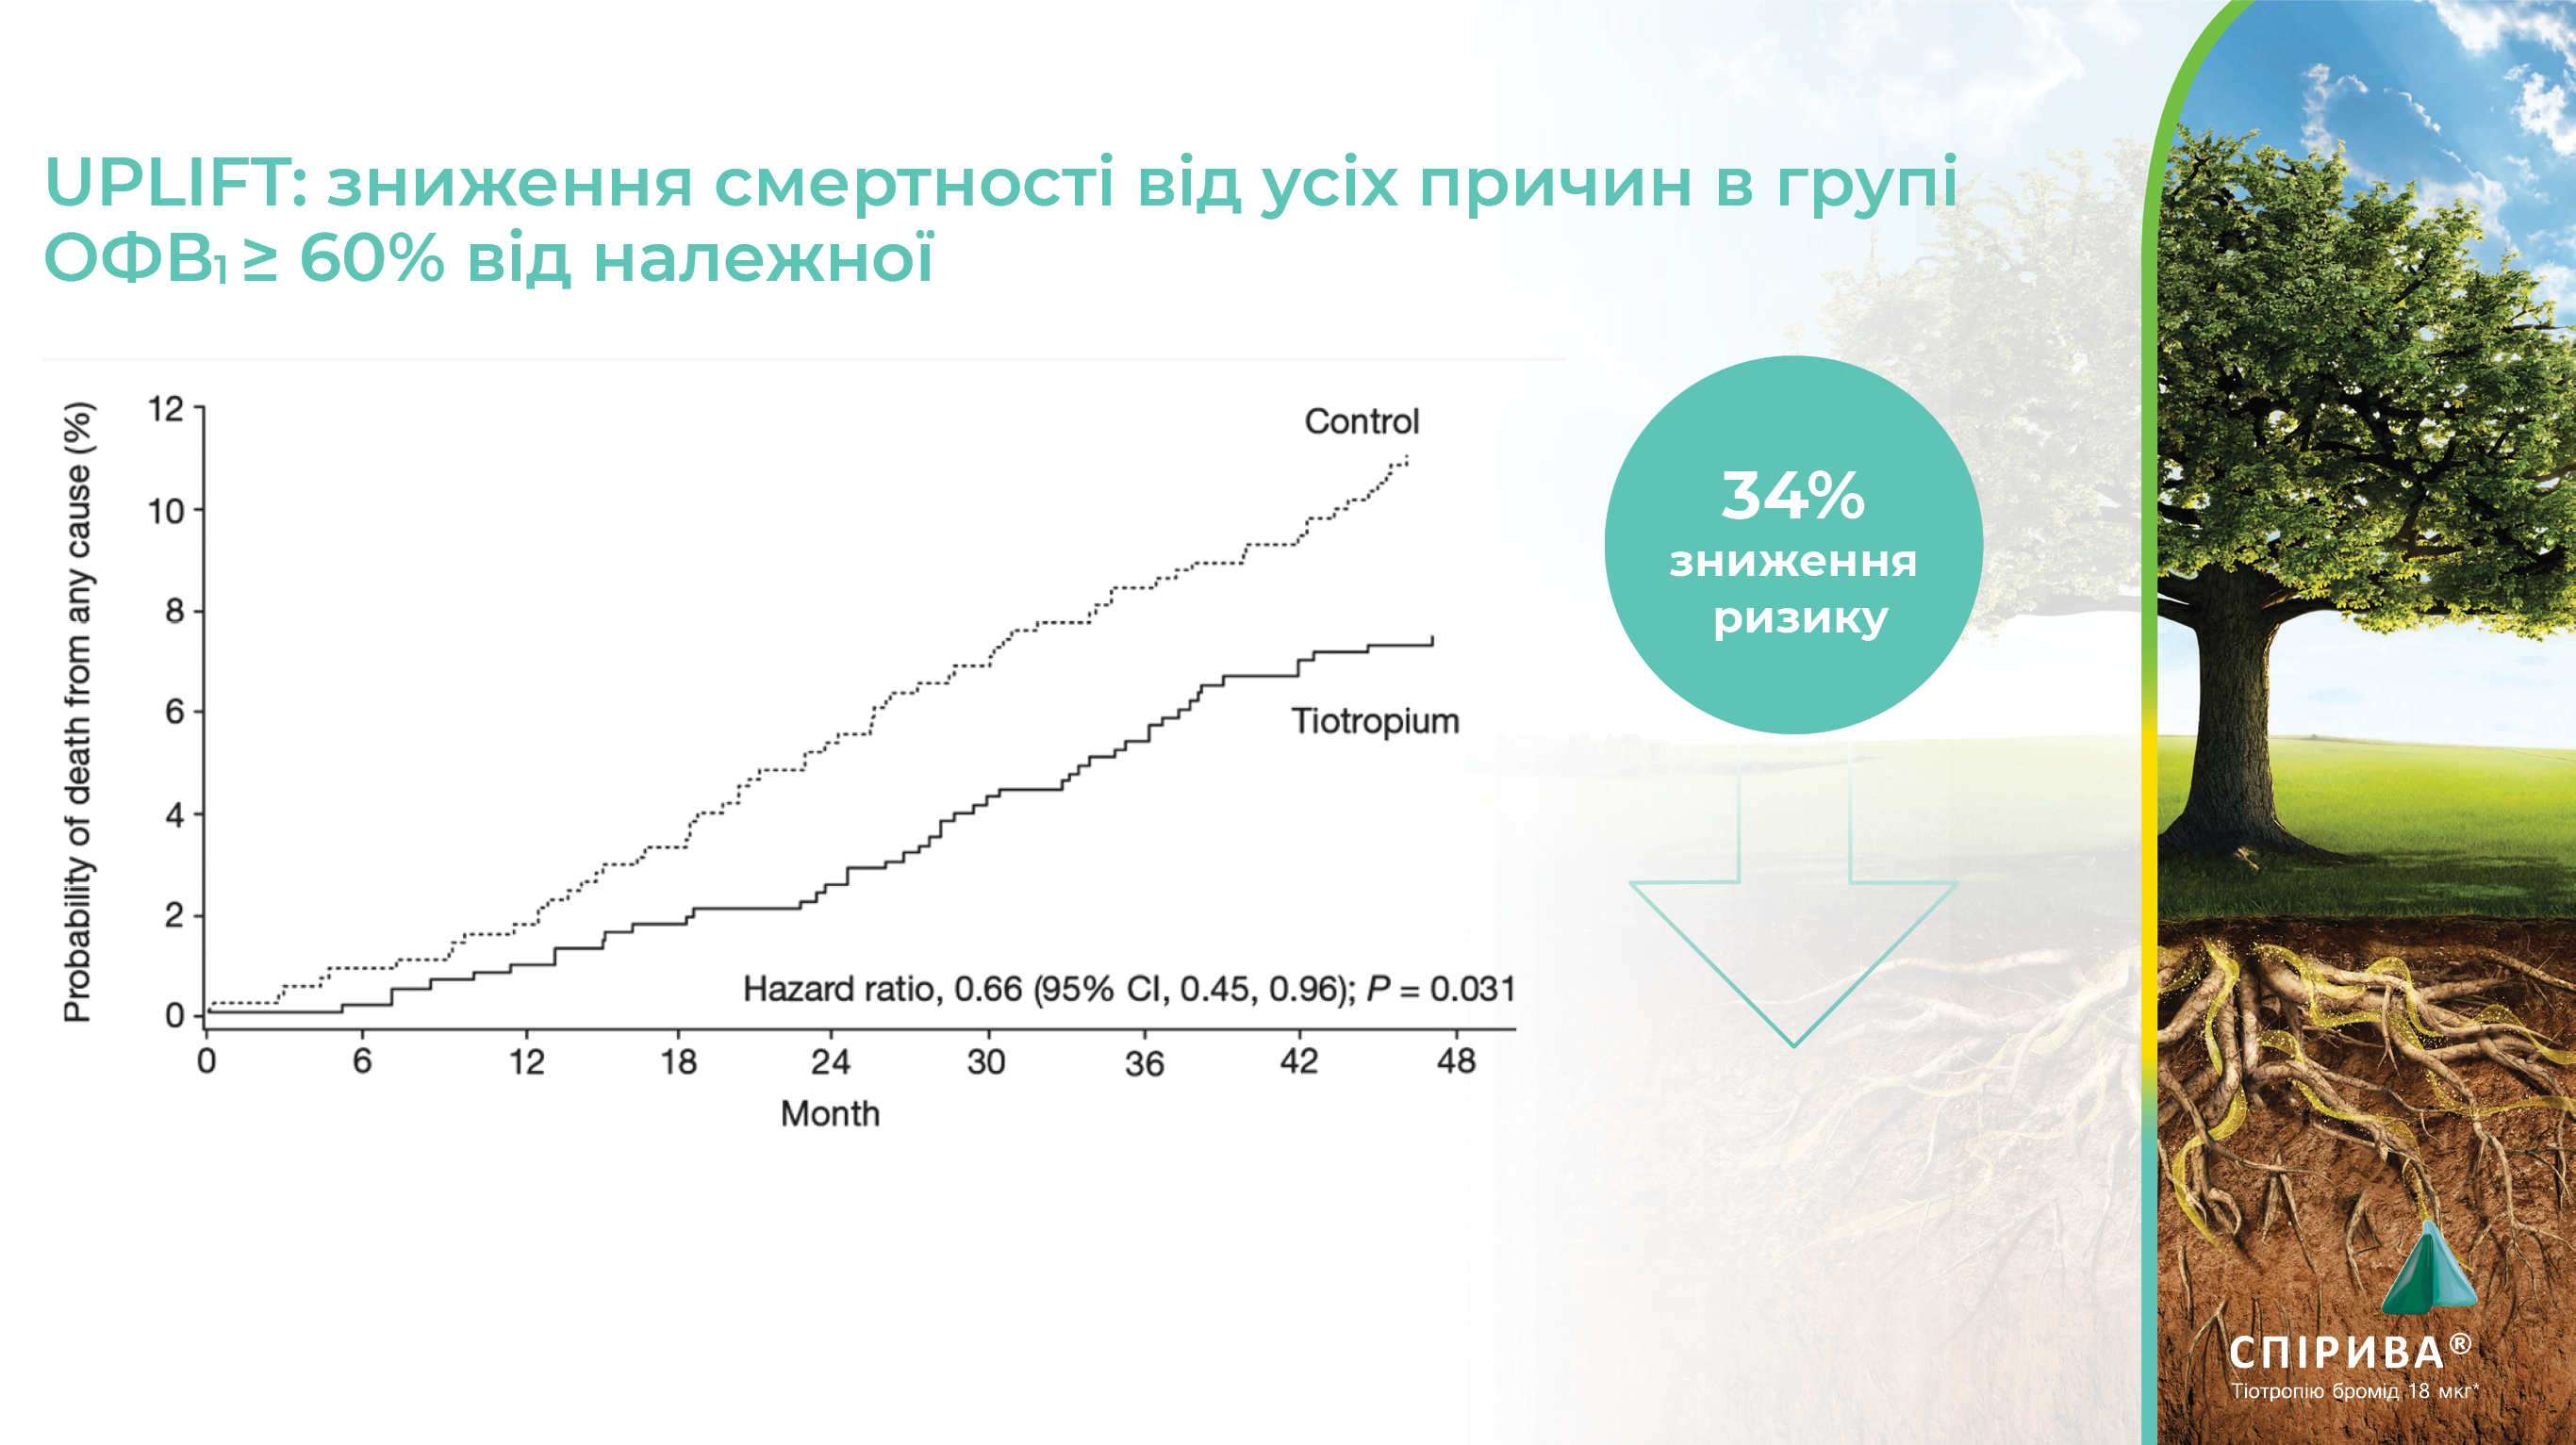 UPLIFT: зниження смертності від усіх причин в групі
ОФВ₁ ≥ 60% від належної
Probability of death from any cause (%)
12
10
8
6
4
2
0
Control
Tiotropium
Hazard ratio, 0.66 (95% CI, 0.45, 0.96); P = 0.031
0 6 12 18 24 30 36 42 48
Month
34%
зниження
ризику
СПІРИВА®
Тіотропію бромід 18 мкг*